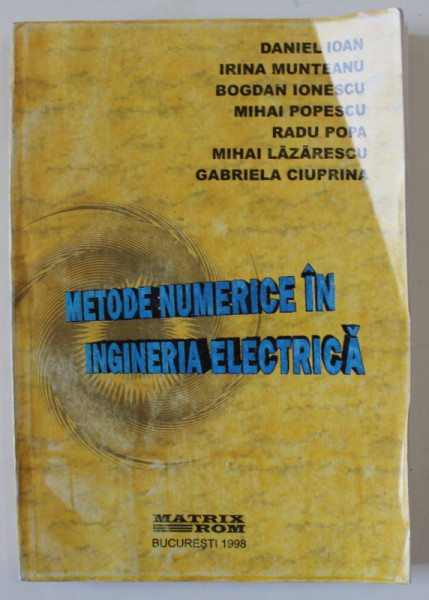 DANIEL IOAN
IRINA MUNTEANU
BOGDAN IONESCU
MIHAI POPESCU
RADU POPA
MIHAI LĂZĂRESCU
GABRIELA CIUPRINA
METODE NUMERICE ÎN
INGINERIA ELECTRICĂ
MATRIX
ROM
BUCUREŞTI 1998